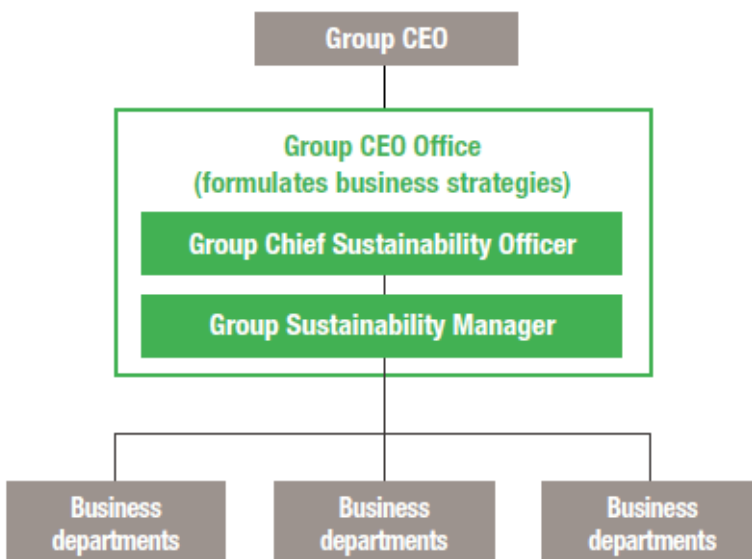 Group CEO
Group CEO Office
(formulates business strategies)
Group Chief Sustainability Officer
Group Sustainability Manager
Business
departments
Business
departments
Business
departments